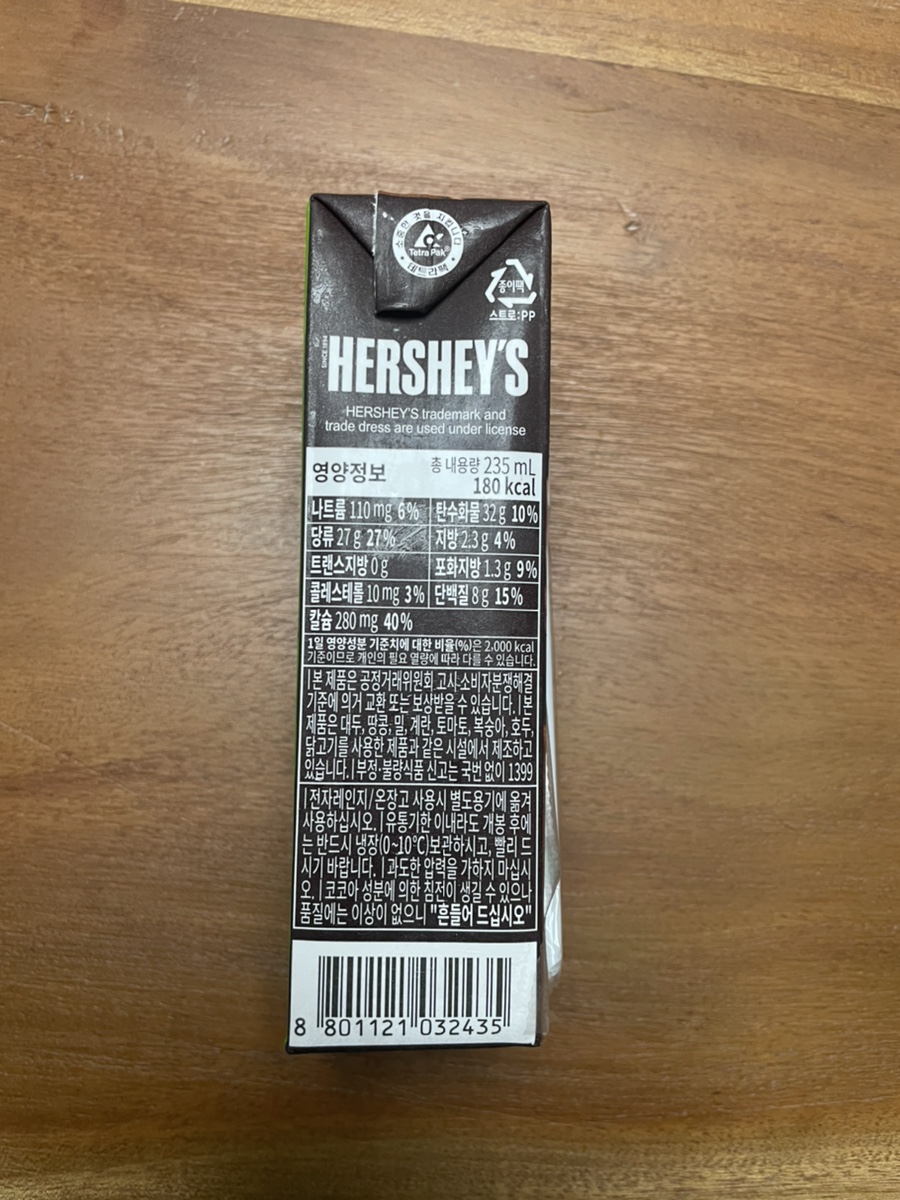 소중한 것을 지킵니다
Tetra Pak®
테트라팩
종이팩
스트로:PP
SINCE 1894
HERSHEY'S
HERSHEY'S trademark and
trade dress are used under license
영양정보
총 내용량 235 mL
180 kcal
나트륨 110 mg 6% 탄수화물 32 g 10%
당류 27 g 27% 지방 2.3 g 4%
트랜스지방 0 g 포화지방 1.3 g 9%
콜레스테롤 10 mg 3% 단백질 8 g 15%
칼슘 280 mg 40%
1일 영양성분 기준치에 대한 비율(%)은 2,000 kcal
기준이므로 개인의 필요 열량에 따라 다를 수 있습니다.
|본 제품은 공정거래위원회 고시·소비자분쟁해결
기준에 의거 교환 또는 보상받을 수 있습니다. |본
제품은 대두, 땅콩, 밀, 계란, 토마토, 복숭아, 호두,
닭고기를 사용한 제품과 같은 시설에서 제조하고
있습니다. |부정·불량식품 신고는 국번 없이 1399
|전자레인지/온장고 사용시 별도용기에 옮겨
사용하십시오. |유통기한 이내라도 개봉 후에
는 반드시 냉장(0~10℃)보관하시고, 빨리 드
시기 바랍니다. |과도한 압력을 가하지 마십시
오. |코코아 성분에 의한 침전이 생길 수 있으나
품질에는 이상이 없으니 "흔들어 드십시오"
8 801121 032435